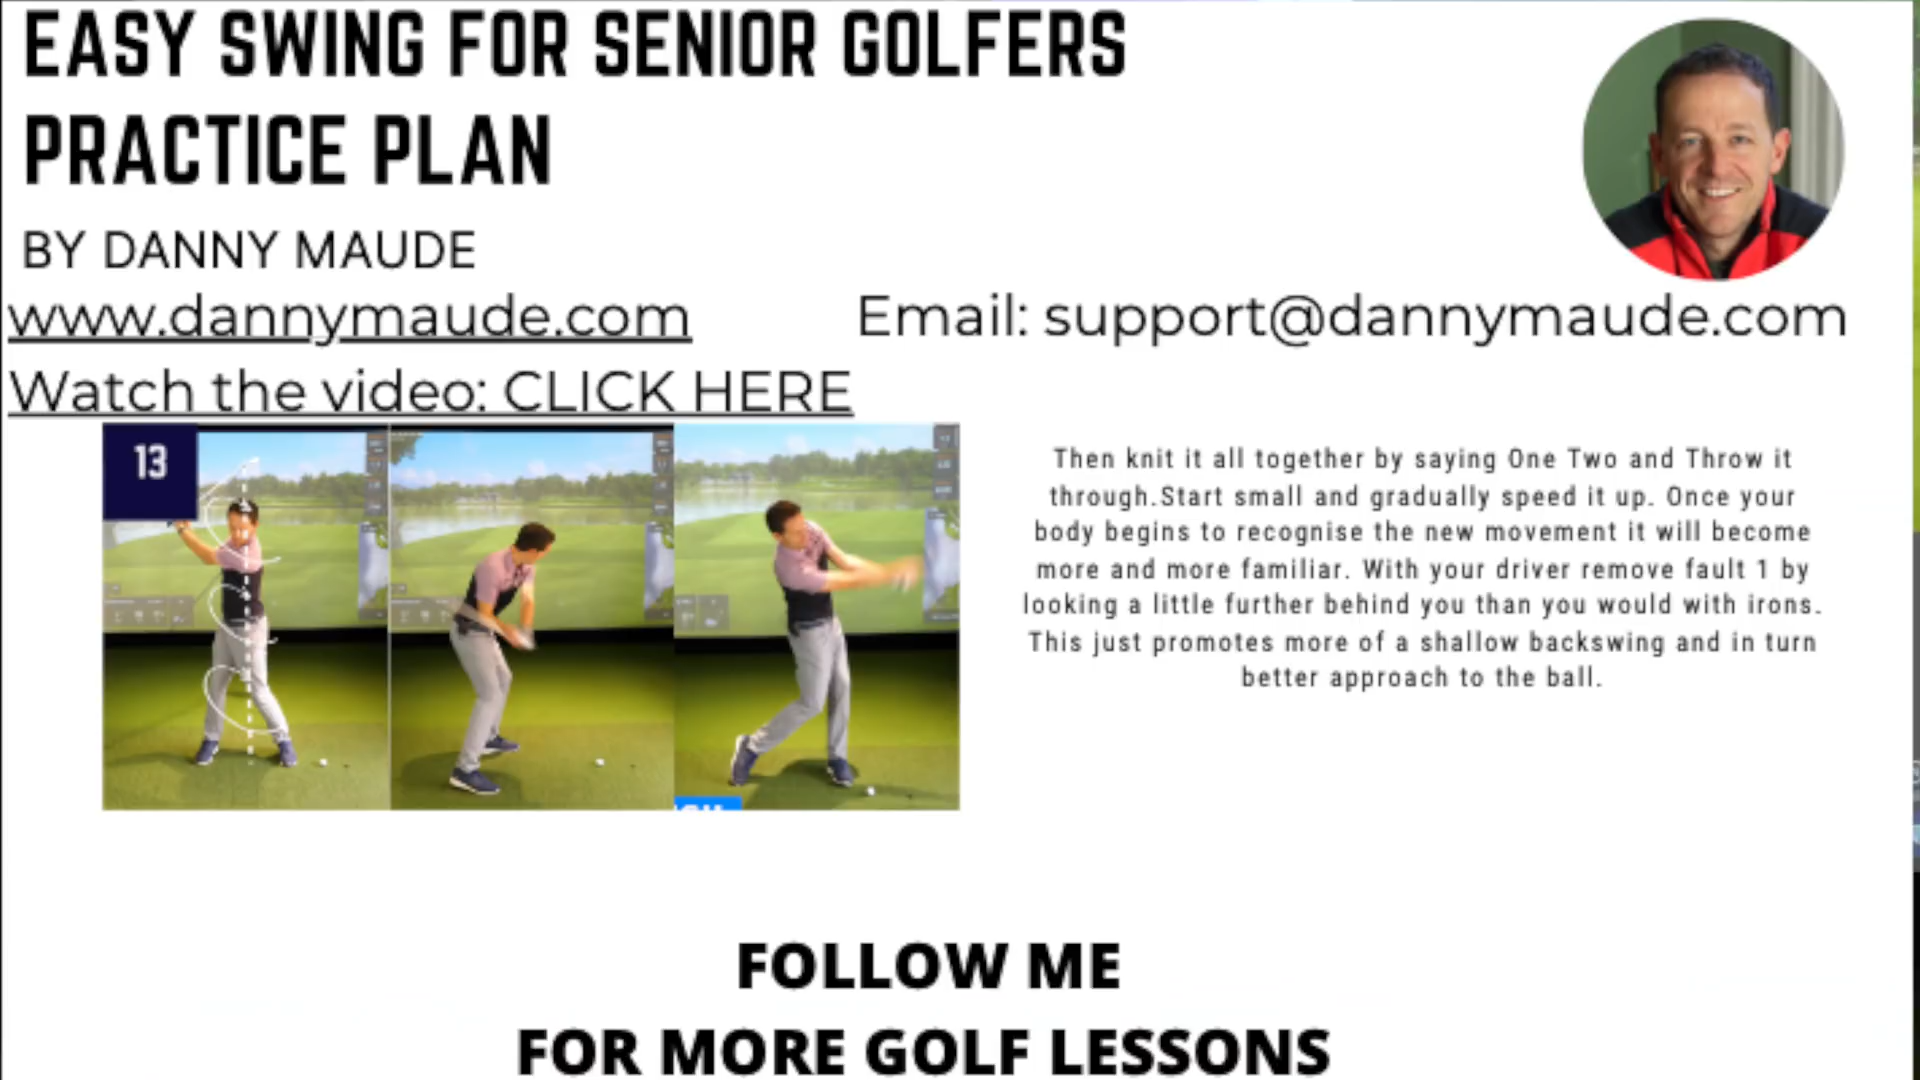 EASY SWING FOR SENIOR GOLFERS
PRACTICE PLAN
BY DANNY MAUDE
www.dannymaude.com
Email: support@dannymaude.com
Watch the video: CLICK HERE
13
Then knit it all together by saying One Two and Throw it
through.Start small and gradually speed it up. Once your
body begins to recognise the new movement it will become
more and more familiar. With your driver remove fault 1 by
looking a little further behind you than you would with irons.
This just promotes more of a shallow backswing and in turn
better approach to the ball.
FOLLOW ME
FOR MORE GOLF LESSONS